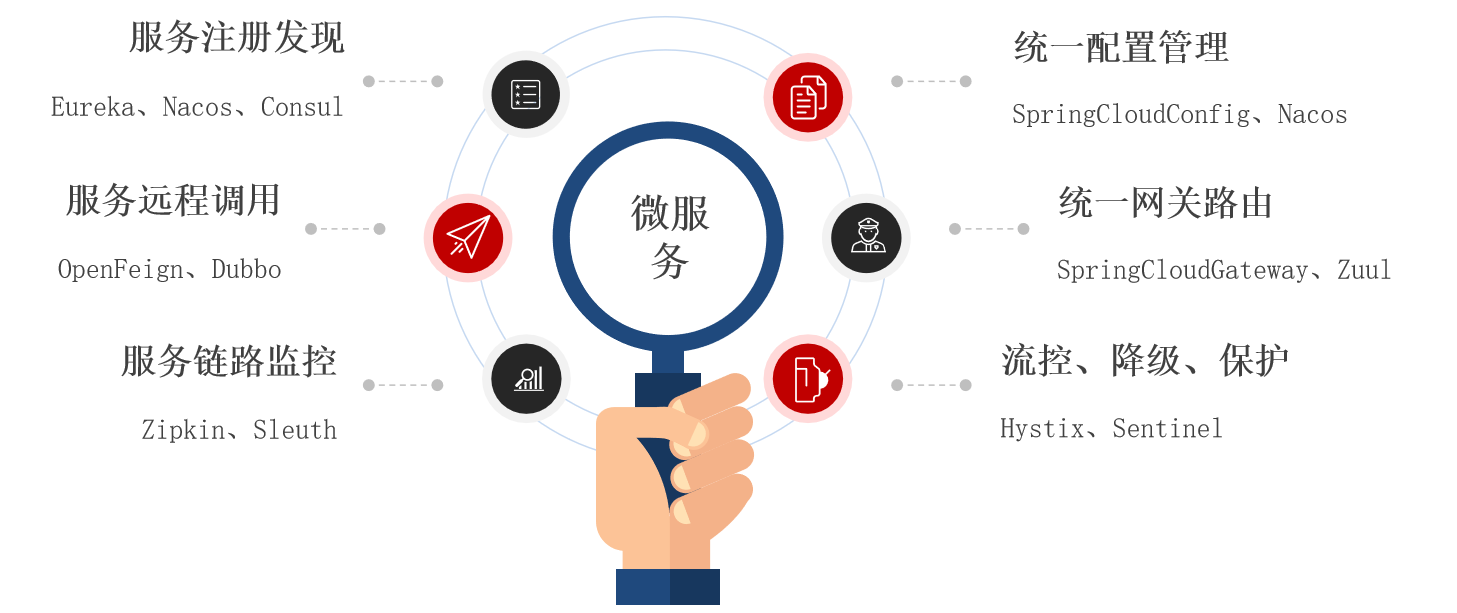 服务注册发现
Eureka、Nacos、Consul
服务远程调用
OpenFeign、Dubbo
服务链路监控
Zipkin、Sleuth
微服
务
统一配置管理
SpringCloudConfig、Nacos
统一网关路由
SpringCloudGateway、Zuul
流控、降级、保护
Hystix、Sentinel